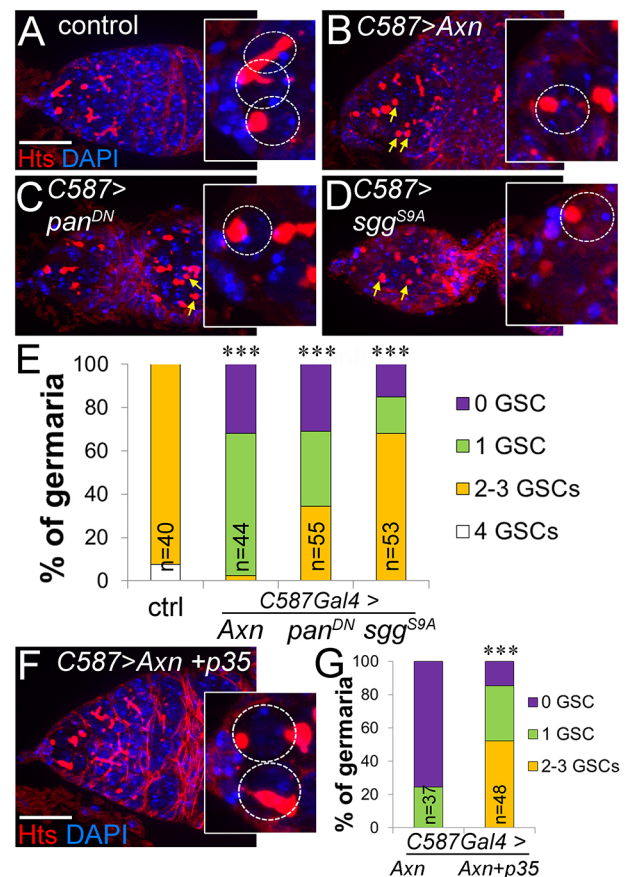 A control
Hts DAPI
B C587>Axn
C C587>
pan^DN
D C587>
sgg^S9A
E
% of germaria
100
80
60
40
20
0
n=40
n=44
n=55
n=53
***
***
***
0 GSC
1 GSC
2-3 GSCs
4 GSCs
ctrl
C587Gal4 >
Axn pan^DN sgg^S9A
F C587>Axn +p35
Hts DAPI
G
% of germaria
100
80
60
40
20
0
n=37
n=48
***
0 GSC
1 GSC
2-3 GSCs
C587Gal4 >
Axn Axn+p35